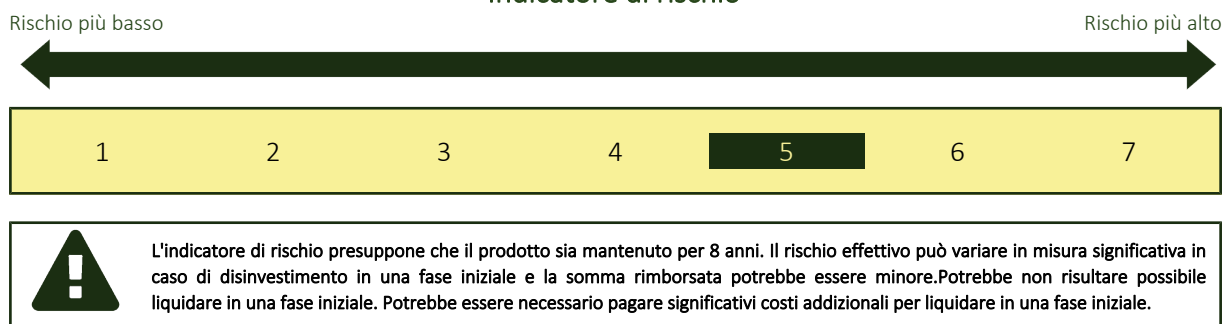 Indicatore di rischio
Rischio più basso Rischio più alto
1 2 3 4 5 6 7
L'indicatore di rischio presuppone che il prodotto sia mantenuto per 8 anni. Il rischio effettivo può variare in misura significativa in
caso di disinvestimento in una fase iniziale e la somma rimborsata potrebbe essere minore.Potrebbe non risultare possibile
liquidare in una fase iniziale. Potrebbe essere necessario pagare significativi costi addizionali per liquidare in una fase iniziale.